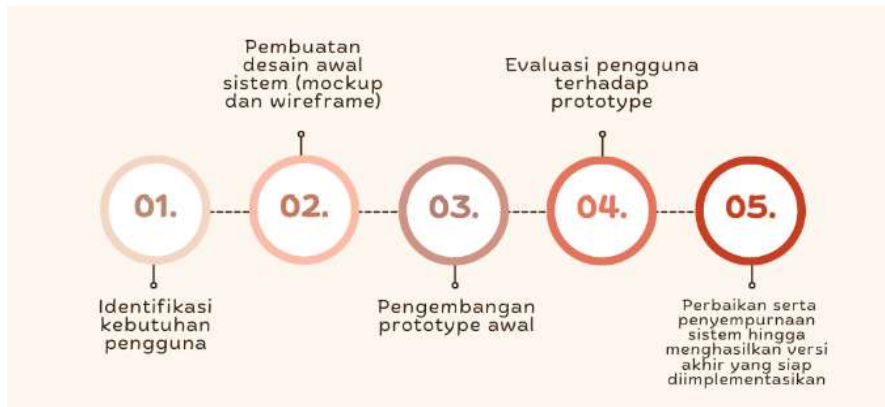 01.
Identifikasi
kebutuhan
pengguna
Pembuatan
desain awal
sistem (mockup
dan wireframe)
02.
03.
Pengembangan
prototype awal
Evaluasi pengguna
terhadap
prototype
04.
05.
Perbaikan serta
penyempurnaan
sistem hingga
menghasilkan versi
akhir yang siap
diimplementasikan